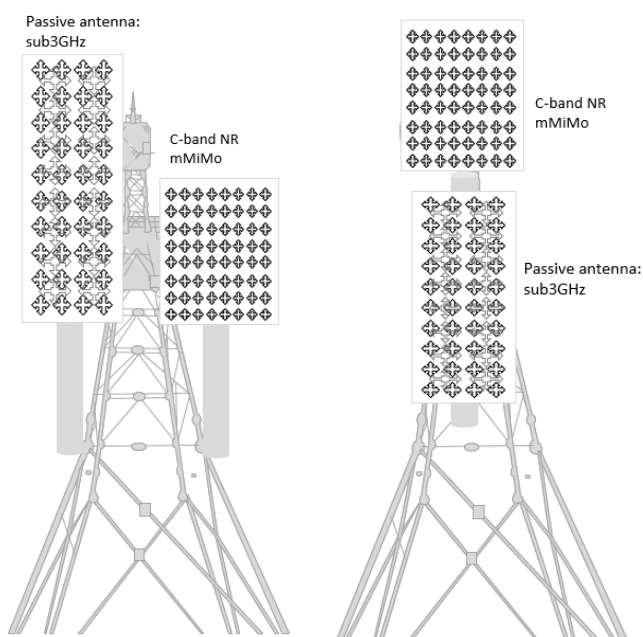 Passive antenna:
sub3GHz
C-band NR
mMiMo
C-band NR
mMiMo
Passive antenna:
sub3GHz